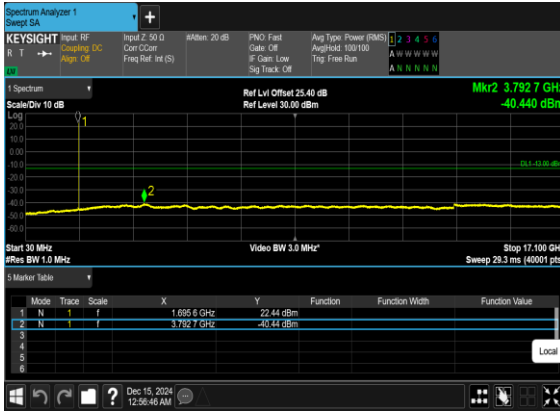 Spectrum Analyzer 1
Swept SA
+
KEYSIGHT Input: RF Input Z: 50 Ω #Atten: 20 dB PNO: Fast Avg Type: Power (RMS) 1 2 3 4 5 6
R T Coupling: DC Corr CCorr Gate: Off Avg|Hold: 100/100 A W W W W W
Align: Off Freq Ref: Int (S) IF Gain: Low Trig: Free Run
Sig Track: Off A N N N N N
1 Spectrum
Ref Lvl Offset 25.40 dB Mkr2 3.792 7 GHz
Scale/Div 10 dB Ref Level 30.00 dBm -40.440 dBm
Log
20.0
10.0
0.00
-10.0
-20.0
-30.0
-40.0
-50.0
-60.0
1
2
DL1 -13.00 dBm
Start 30 MHz Video BW 3.0 MHz* Stop 17.100 GHz
#Res BW 1.0 MHz Sweep 29.3 ms (40001 pts)
5 Marker Table
Mode Trace Scale X Y Function Function Width Function Value
1 N 1 f 1.695 6 GHz 22.44 dBm
2 N 1 f 3.792 7 GHz -40.44 dBm
3
4
5
6
Local
? Dec 15, 2024
12:56:46 AM